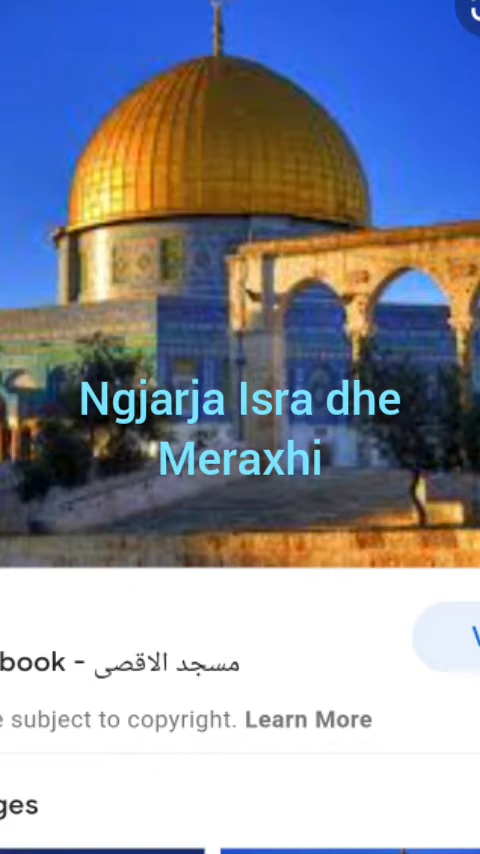 Ngjarja Isra dhe
Meraxhi
book - مسجد الاقصى
e subject to copyright. Learn More
ges